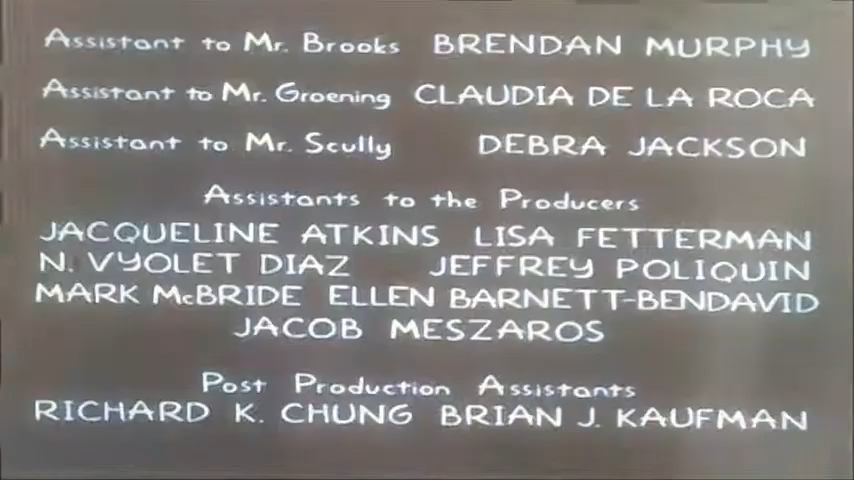 Assistant to Mr. Brooks BRENDAN MURPHY
Assistant to Mr. Groening CLAUDIA DE LA ROCA
Assistant to Mr. Scully DEBRA JACKSON
Assistants to the Producers
JACQUELINE ATKINS LISA FETTERMAN
N. VYOLET DIAZ JEFFREY POLIQUIN
MARK McBRIDE ELLEN BARNETT-BENDAVID
JACOB MESZAROS
Post Production Assistants
RICHARD K. CHUNG BRIAN J. KAUFMAN